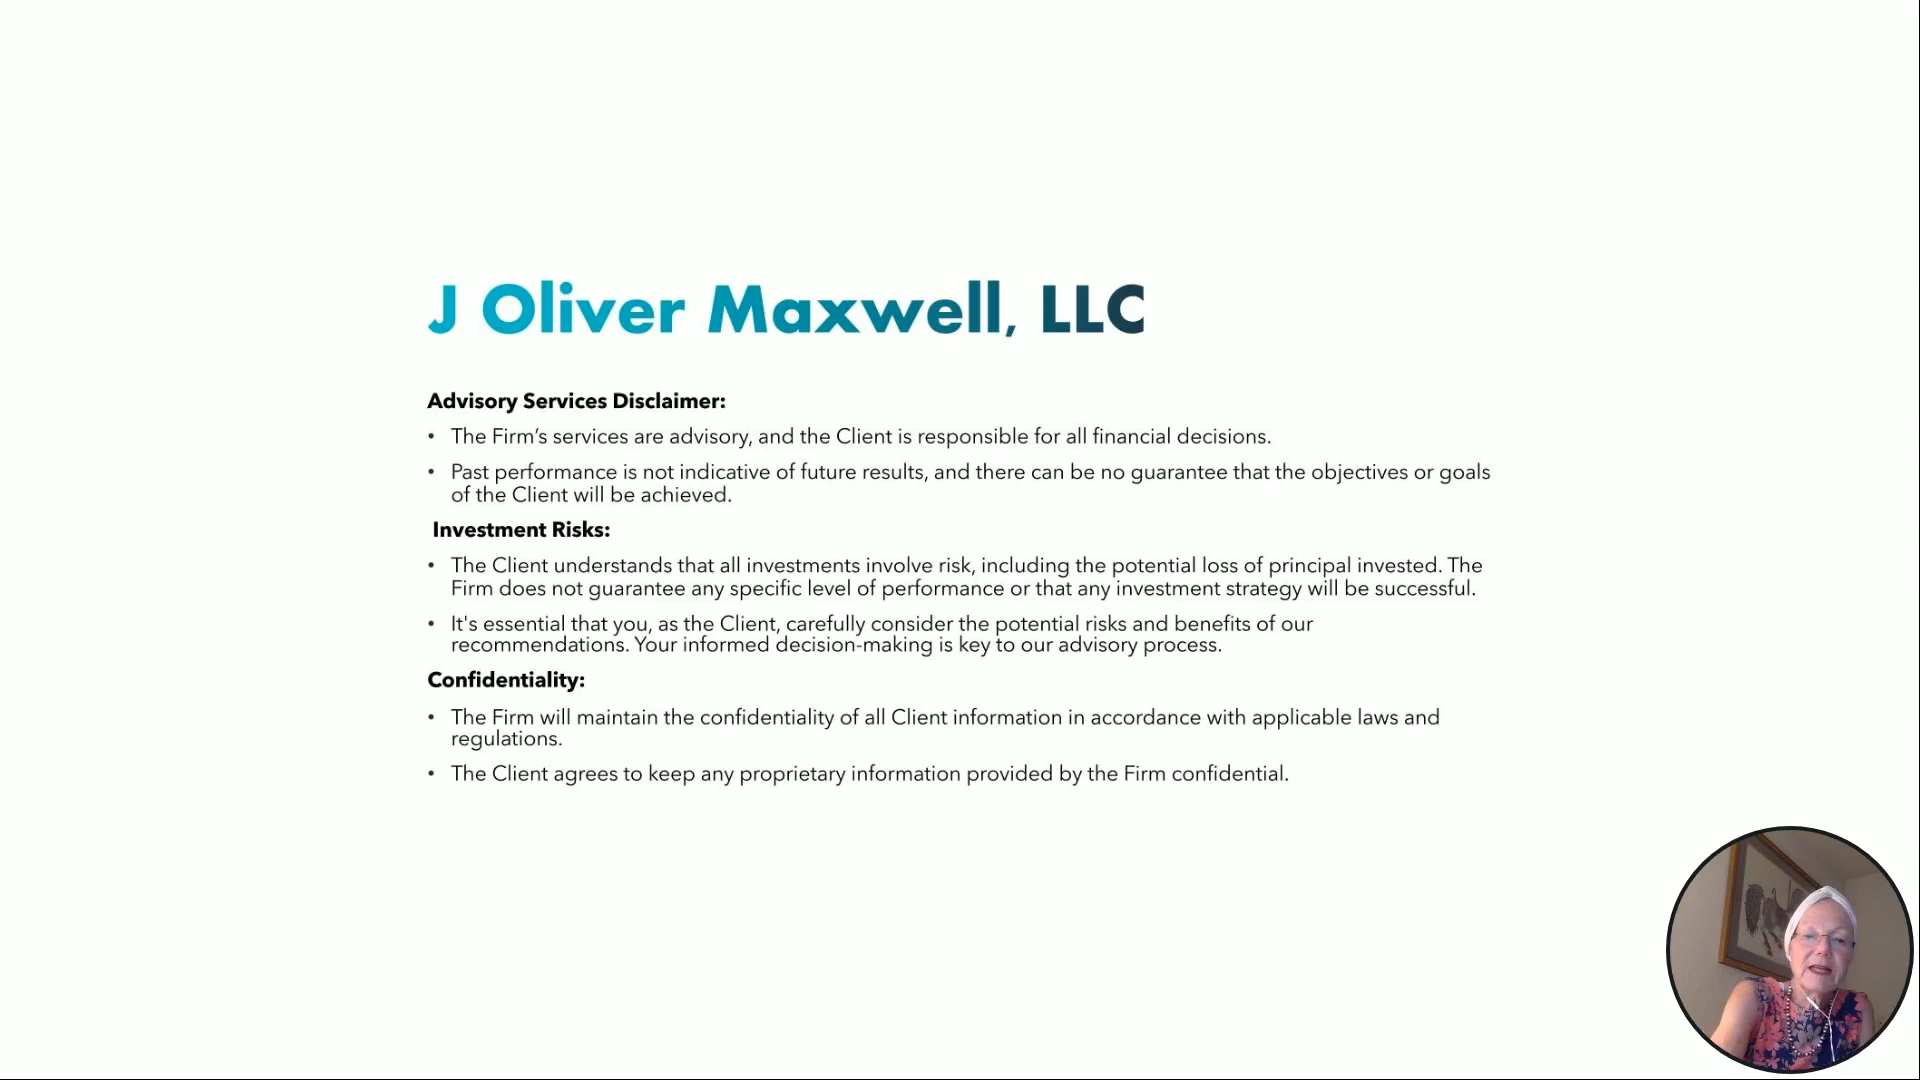 J Oliver Maxwell, LLC
Advisory Services Disclaimer:
• The Firm’s services are advisory, and the Client is responsible for all financial decisions.
• Past performance is not indicative of future results, and there can be no guarantee that the objectives or goals
of the Client will be achieved.
Investment Risks:
• The Client understands that all investments involve risk, including the potential loss of principal invested. The
Firm does not guarantee any specific level of performance or that any investment strategy will be successful.
• It's essential that you, as the Client, carefully consider the potential risks and benefits of our
recommendations. Your informed decision-making is key to our advisory process.
Confidentiality:
• The Firm will maintain the confidentiality of all Client information in accordance with applicable laws and
regulations.
• The Client agrees to keep any proprietary information provided by the Firm confidential.